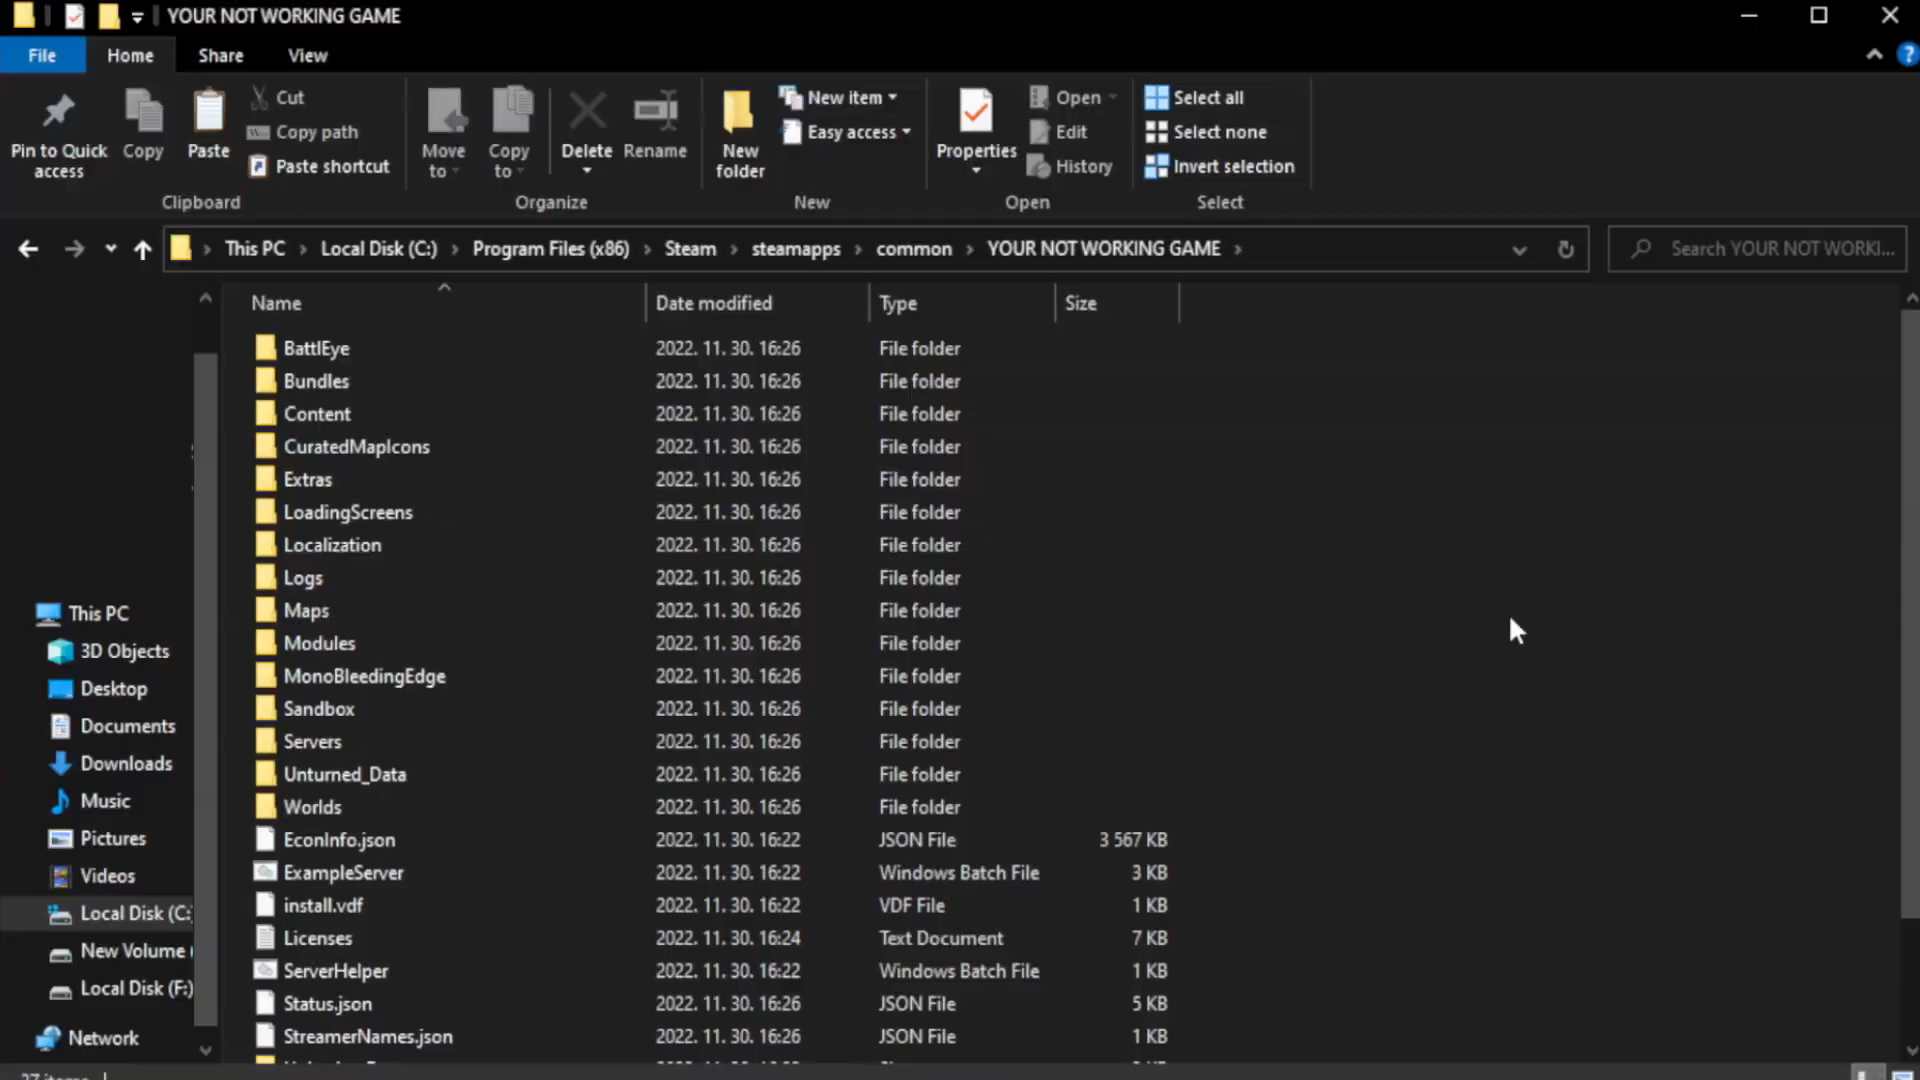 YOUR NOT WORKING GAME
File Home Share View
Pin to Quick access
Copy
Paste
Cut
Copy path
Paste shortcut
Clipboard
Move to
Copy to
Delete
Rename
Organize
New folder
New item
Easy access
New
Properties
Open
Edit
History
Open
Select all
Select none
Invert selection
Select
This PC > Local Disk (C:) > Program Files (x86) > Steam > steamapps > common > YOUR NOT WORKING GAME >
Search YOUR NOT WORKI...
This PC
3D Objects
Desktop
Documents
Downloads
Music
Pictures
Videos
Local Disk (C:
New Volume (
Local Disk (F:)
Network
Name Date modified Type Size
BattlEye 2022. 11. 30. 16:26 File folder
Bundles 2022. 11. 30. 16:26 File folder
Content 2022. 11. 30. 16:26 File folder
CuratedMapIcons 2022. 11. 30. 16:26 File folder
Extras 2022. 11. 30. 16:26 File folder
LoadingScreens 2022. 11. 30. 16:26 File folder
Localization 2022. 11. 30. 16:26 File folder
Logs 2022. 11. 30. 16:26 File folder
Maps 2022. 11. 30. 16:26 File folder
Modules 2022. 11. 30. 16:26 File folder
MonoBleedingEdge 2022. 11. 30. 16:26 File folder
Sandbox 2022. 11. 30. 16:26 File folder
Servers 2022. 11. 30. 16:26 File folder
Unturned_Data 2022. 11. 30. 16:26 File folder
Worlds 2022. 11. 30. 16:26 File folder
EconInfo.json 2022. 11. 30. 16:22 JSON File 3 567 KB
ExampleServer 2022. 11. 30. 16:22 Windows Batch File 3 KB
install.vdf 2022. 11. 30. 16:22 VDF File 1 KB
Licenses 2022. 11. 30. 16:24 Text Document 7 KB
ServerHelper 2022. 11. 30. 16:22 Windows Batch File 1 KB
Status.json 2022. 11. 30. 16:26 JSON File 5 KB
StreamerNames.json 2022. 11. 30. 16:26 JSON File 1 KB